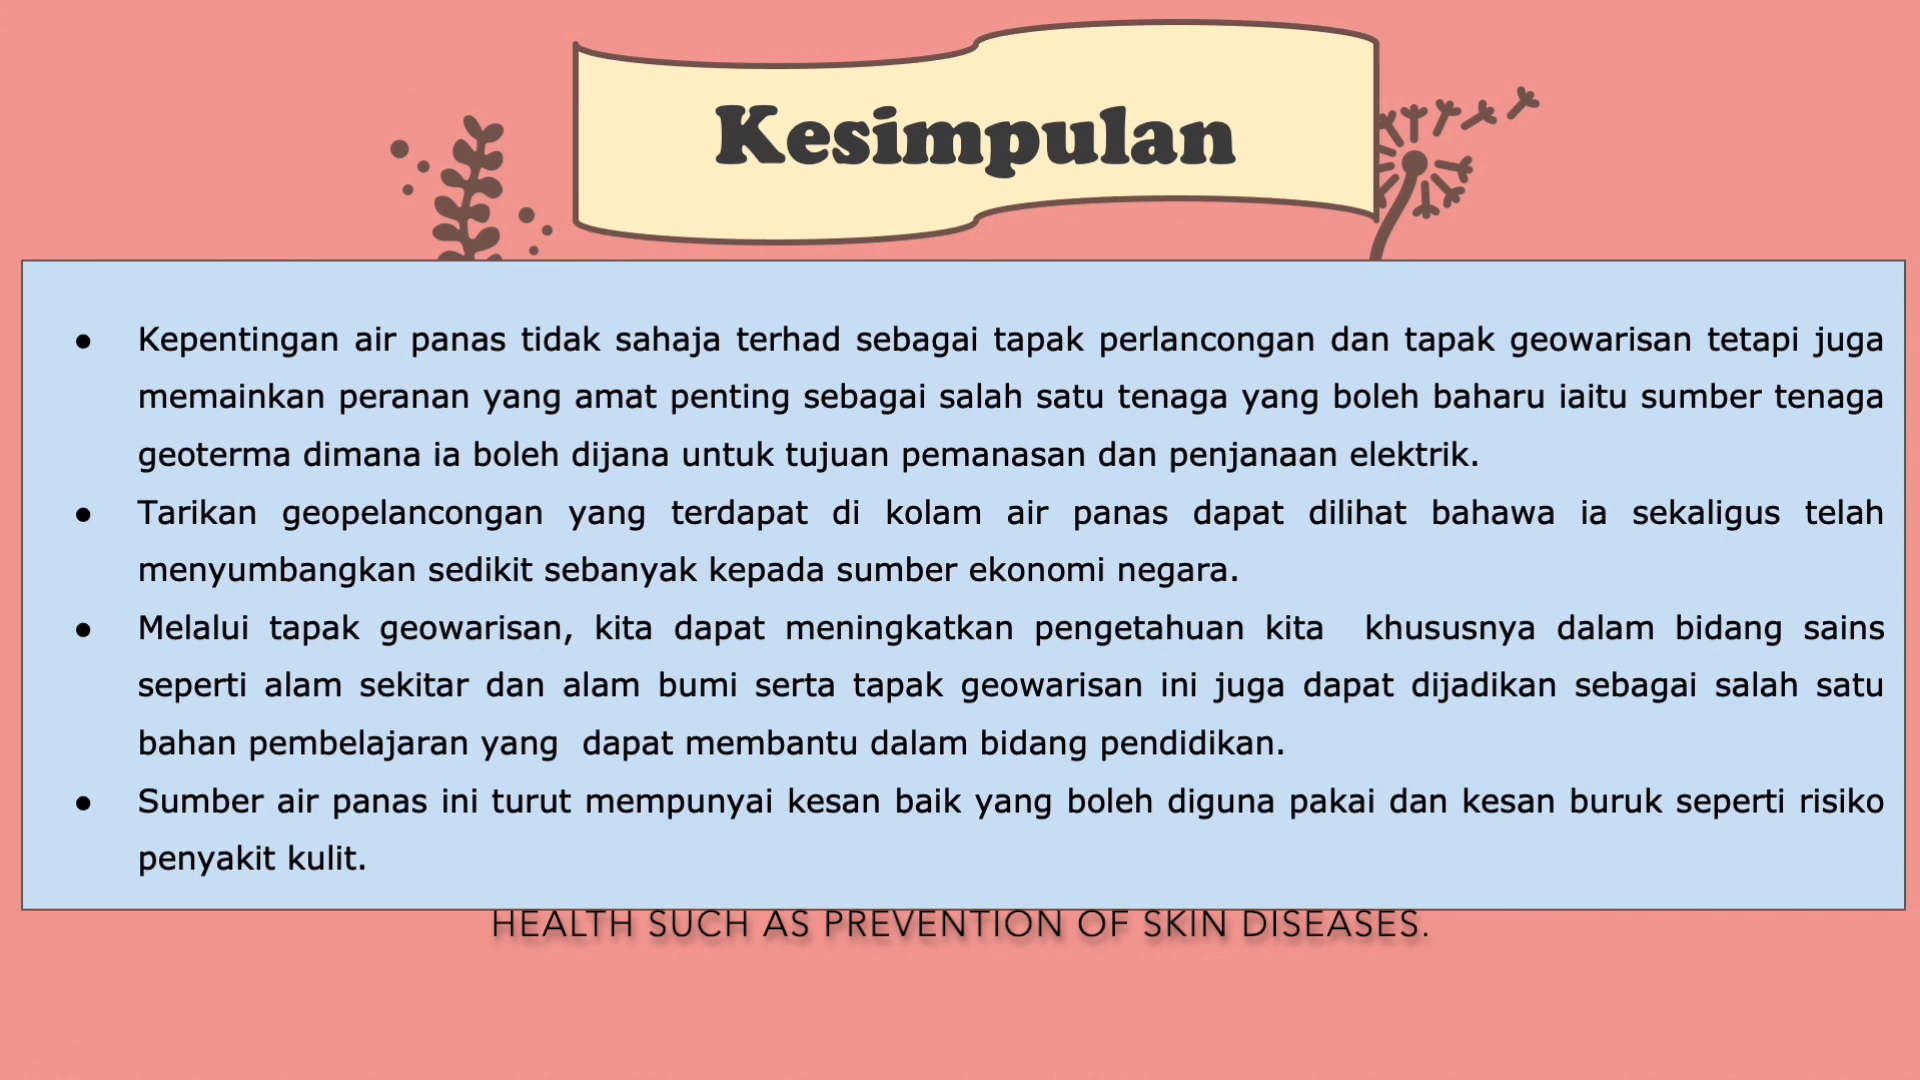 Kesimpulan
● Kepentingan air panas tidak sahaja terhad sebagai tapak perlancongan dan tapak geowarisan tetapi juga
memainkan peranan yang amat penting sebagai salah satu tenaga yang boleh baharu iaitu sumber tenaga
geoterma dimana ia boleh dijana untuk tujuan pemanasan dan penjanaan elektrik.
● Tarikan geopelancongan yang terdapat di kolam air panas dapat dilihat bahawa ia sekaligus telah
menyumbangkan sedikit sebanyak kepada sumber ekonomi negara.
● Melalui tapak geowarisan, kita dapat meningkatkan pengetahuan kita khususnya dalam bidang sains
seperti alam sekitar dan alam bumi serta tapak geowarisan ini juga dapat dijadikan sebagai salah satu
bahan pembelajaran yang dapat membantu dalam bidang pendidikan.
● Sumber air panas ini turut mempunyai kesan baik yang boleh diguna pakai dan kesan buruk seperti risiko
penyakit kulit.
HEALTH SUCH AS PREVENTION OF SKIN DISEASES.